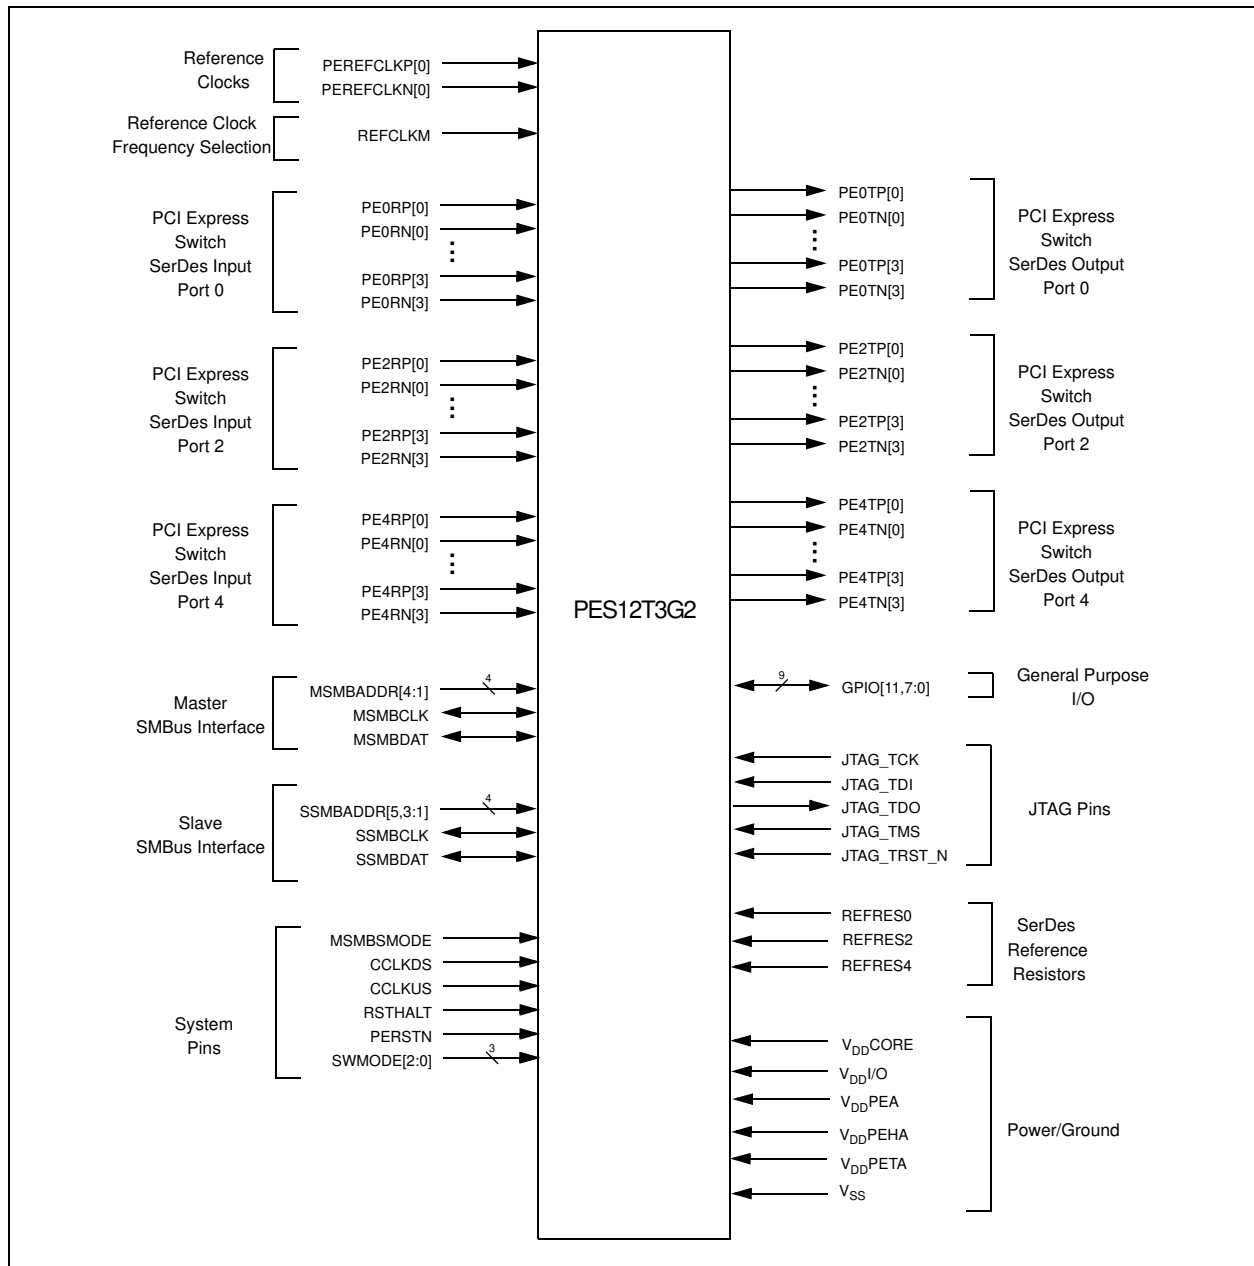 Reference
Clocks
PEREFCLKP[0]
PEREFCLKN[0]
Reference Clock
Frequency Selection
REFCLKM
PCI Express
Switch
SerDes Input
Port 0
PE0RP[0]
PE0RN[0]
PE0RP[3]
PE0RN[3]
PCI Express
Switch
SerDes Input
Port 2
PE2RP[0]
PE2RN[0]
PE2RP[3]
PE2RN[3]
PCI Express
Switch
SerDes Input
Port 4
PE4RP[0]
PE4RN[0]
PE4RP[3]
PE4RN[3]
Master
SMBus Interface
MSMBADDR[4:1]
4
MSMBCLK
MSMBDAT
Slave
SMBus Interface
SSMBADDR[5,3:1]
4
SSMBCLK
SSMBDAT
System
Pins
MSMBSMODE
CCLKDS
CCLKUS
RSTHALT
PERSTN
SWMODE[2:0]
3
PES12T3G2
PE0TP[0]
PE0TN[0]
PE0TP[3]
PE0TN[3]
PCI Express
Switch
SerDes Output
Port 0
PE2TP[0]
PE2TN[0]
PE2TP[3]
PE2TN[3]
PCI Express
Switch
SerDes Output
Port 2
PE4TP[0]
PE4TN[0]
PE4TP[3]
PE4TN[3]
PCI Express
Switch
SerDes Output
Port 4
9
GPIO[11,7:0]
General Purpose
I/O
JTAG_TCK
JTAG_TDI
JTAG_TDO
JTAG_TMS
JTAG_TRST_N
JTAG Pins
REFRES0
REFRES2
REFRES4
SerDes
Reference
Resistors
VDDCORE
VDDI/O
VDDPEA
VDDPEHA
VDDPETA
VSS
Power/Ground